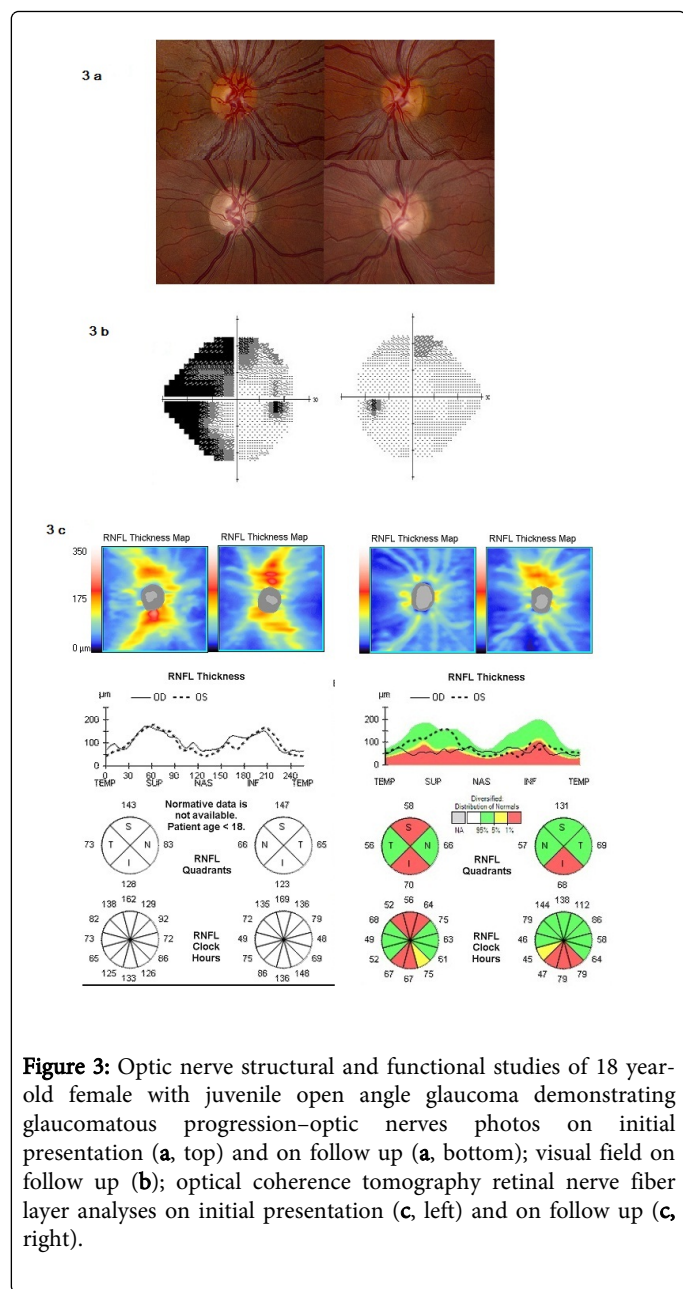 3 a
3 b
30
30
3 c
RNFL Thickness Map
RNFL Thickness Map
RNFL Thickness Map
RNFL Thickness Map
350
175
0 µm
350
175
0 µm
RNFL Thickness
µm
OD
OS
200
100
0
0 30 60 90 120 150 180 210 240
TEMP SUP NAS INF TEMP
RNFL Thickness
µm
OD
OS
200
100
0
TEMP SUP NAS INF TEMP
Normative data is
not available.
Patient age < 18.
143
S
73 T N 83
I
128
147
S
66 N T 65
I
123
RNFL
Quadrants
162
138 129
82 92
73 72
65 86
125 126
133
169
135 136
72 79
49 48
75 69
86 148
136
RNFL
Clock
Hours
Diversified:
Distribution of Normals
NA 95% 5% 1%
58
S
56 T N 66
I
70
131
S
57 N T 69
I
68
RNFL
Quadrants
56
52 64
68 75
49 63
52 61
67 75
67
138
144 112
79 86
46 58
45 64
47 79
79
RNFL
Clock
Hours
Figure 3: Optic nerve structural and functional studies of 18 year-
old female with juvenile open angle glaucoma demonstrating
glaucomatous progression–optic nerves photos on initial
presentation (a, top) and on follow up (a, bottom); visual field on
follow up (b); optical coherence tomography retinal nerve fiber
layer analyses on initial presentation (c, left) and on follow up (c,
right).